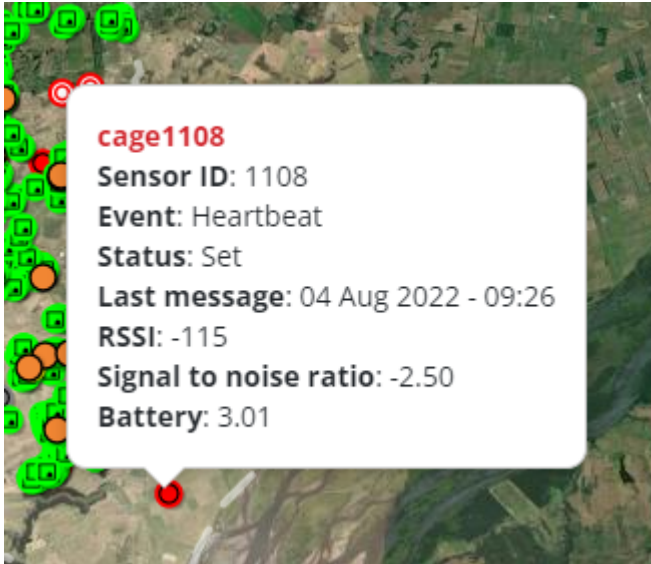 cage1108
Sensor ID: 1108
Event: Heartbeat
Status: Set
Last message: 04 Aug 2022 - 09:26
RSSI: -115
Signal to noise ratio: -2.50
Battery: 3.01